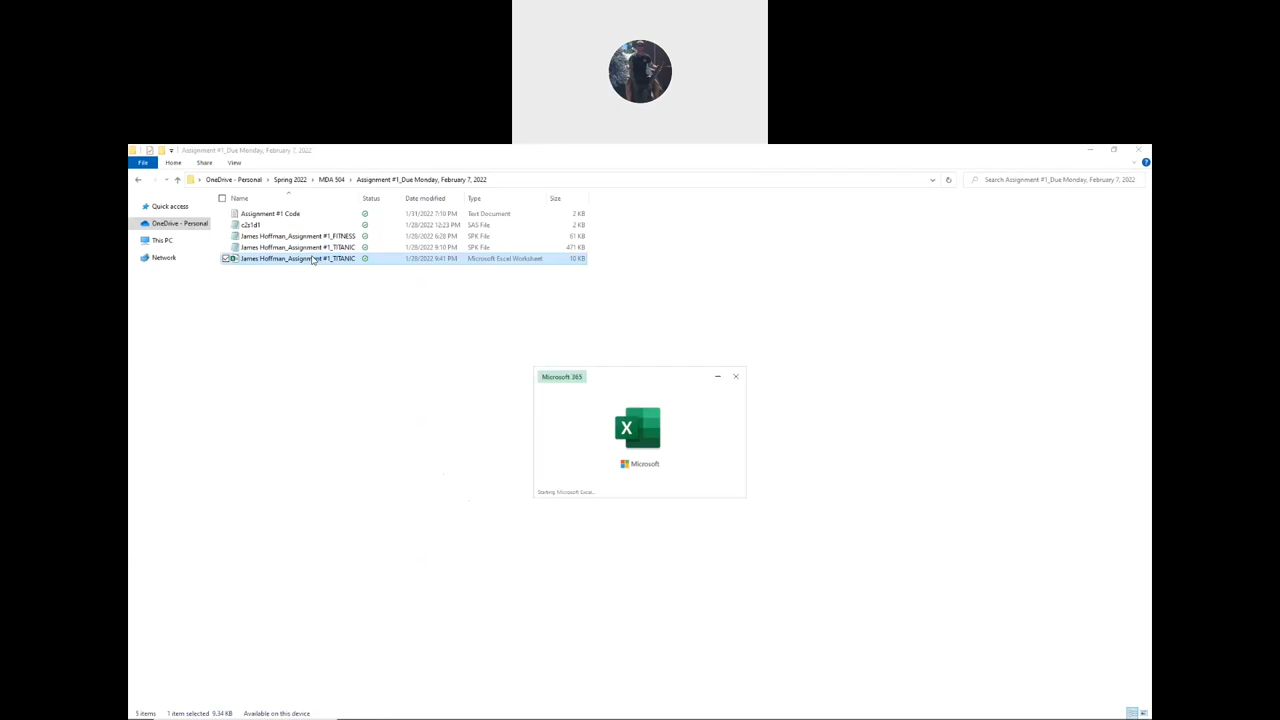 Assignment #1_Due Monday, February 7, 2022
File Home Share View
OneDrive - Personal › Spring 2022 › MDA 504 › Assignment #1_Due Monday, February 7, 2022
Search Assignment #1_Due Monday, February 7, 2022
Name Status Date modified Type Size
Quick access
OneDrive - Personal
This PC
Network
Assignment #1 Code 1/31/2022 7:10 PM Text Document 2 KB
c2s1d1 1/28/2022 12:23 PM SAS File 2 KB
James Hoffman_Assignment #1_FITNESS 1/28/2022 6:28 PM SPK File 61 KB
James Hoffman_Assignment #1_TITANIC 1/28/2022 9:10 PM SPK File 471 KB
James Hoffman_Assignment #1_TITANIC 1/28/2022 9:41 PM Microsoft Excel Worksheet 10 KB
Microsoft 365
X
Microsoft
Starting Microsoft Excel...
5 items 1 item selected 9.34 KB Available on this device